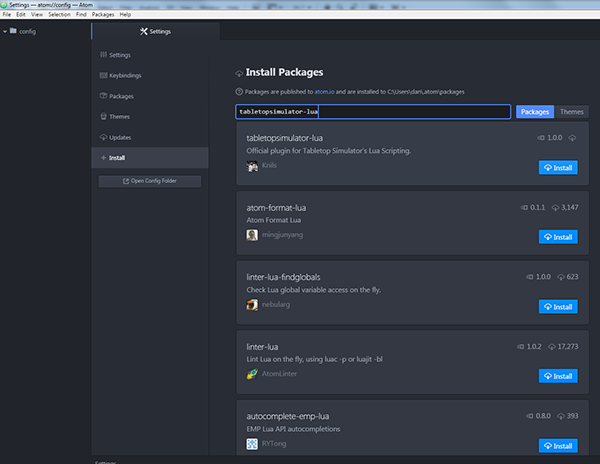 Settings — atom://config — Atom
File Edit View Selection Find Packages Help
config
Settings
Settings
Keybindings
Packages
Themes
Updates
Install
Open Config Folder
Install Packages
Packages are published to atom.io and are installed to C:\Users\dan\.atom\packages
tabletopsimulator-lua
Packages Themes
tabletopsimulator-lua 1.0.0
Official plugin for Tabletop Simulator's Lua Scripting.
Knils
Install
atom-format-lua 0.1.1 3,147
Atom Format Lua
mingjunyang
Install
linter-lua-findglobals 1.0.0 623
Check Lua global variable access on the fly.
nebularg
Install
linter-lua 1.0.2 17,273
Lint Lua on the fly, using luac -p or luajit -bl
AtomLinter
Install
autocomplete-emp-lua 0.8.0 393
EMP Lua API autocompletions
RYTong
Install
Settings